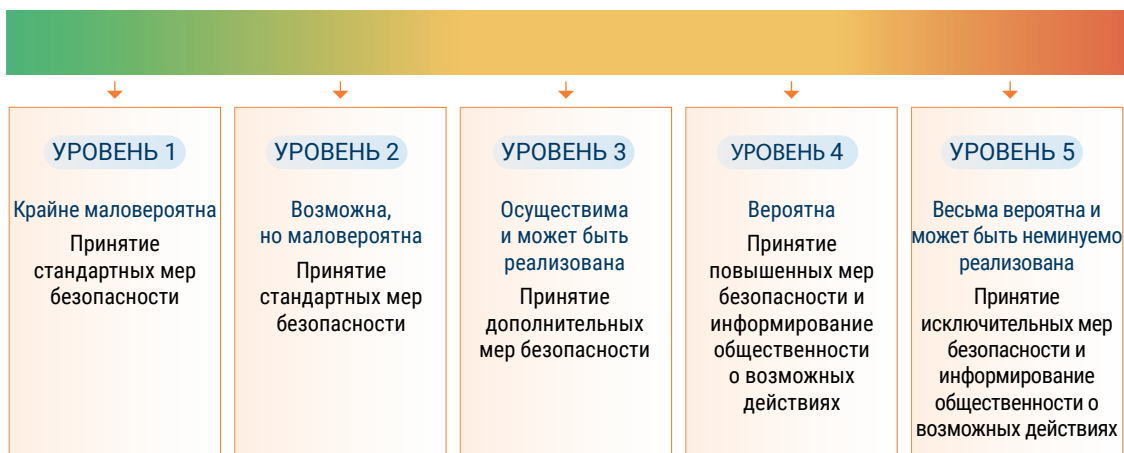 УРОВЕНЬ 1
Крайне маловероятна
Принятие
стандартных мер
безопасности
УРОВЕНЬ 2
Возможна,
но маловероятна
Принятие
стандартных мер
безопасности
УРОВЕНЬ 3
Осуществима
и может быть
реализована
Принятие
дополнительных
мер безопасности
УРОВЕНЬ 4
Вероятна
Принятие
повышенных мер
безопасности и
информирование
общественности
о возможных
действиях
УРОВЕНЬ 5
Весьма вероятна и
может быть неминуемо
реализована
Принятие
исключительных мер
безопасности и
информирование
общественности о
возможных действиях